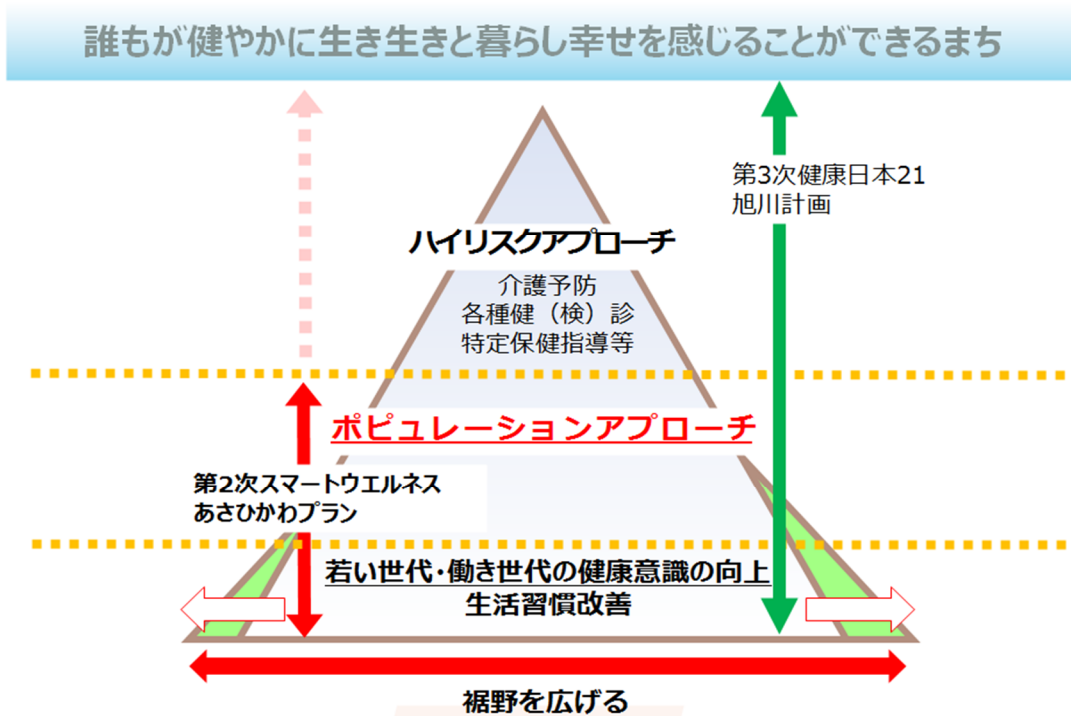 誰もが健やかに生き生きと暮らし幸せを感じることができるまち
第3次健康日本21
旭川計画
ハイリスクアプローチ
介護予防
各種健（検）診
特定保健指導等
ポピュレーションアプローチ
第2次スマートウエルネス
あさひかわプラン
若い世代・働き世代の健康意識の向上
生活習慣改善
裾野を広げる